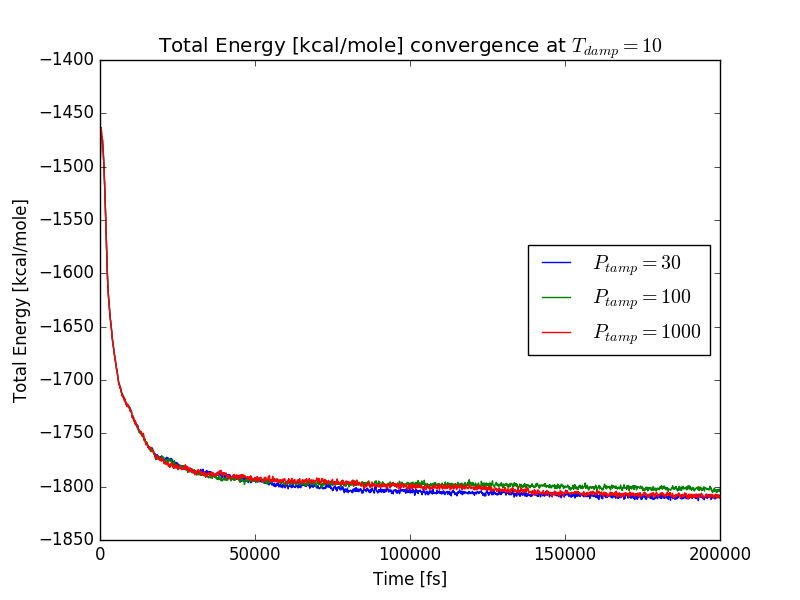 Total Energy [kcal/mole] convergence at T_{damp} = 10
−1400
−1450
−1500
−1550
−1600
−1650
−1700
−1750
−1800
−1850
Total Energy [kcal/mole]
P_{tamp} = 30
P_{tamp} = 100
P_{tamp} = 1000
0 50000 100000 150000 200000
Time [fs]